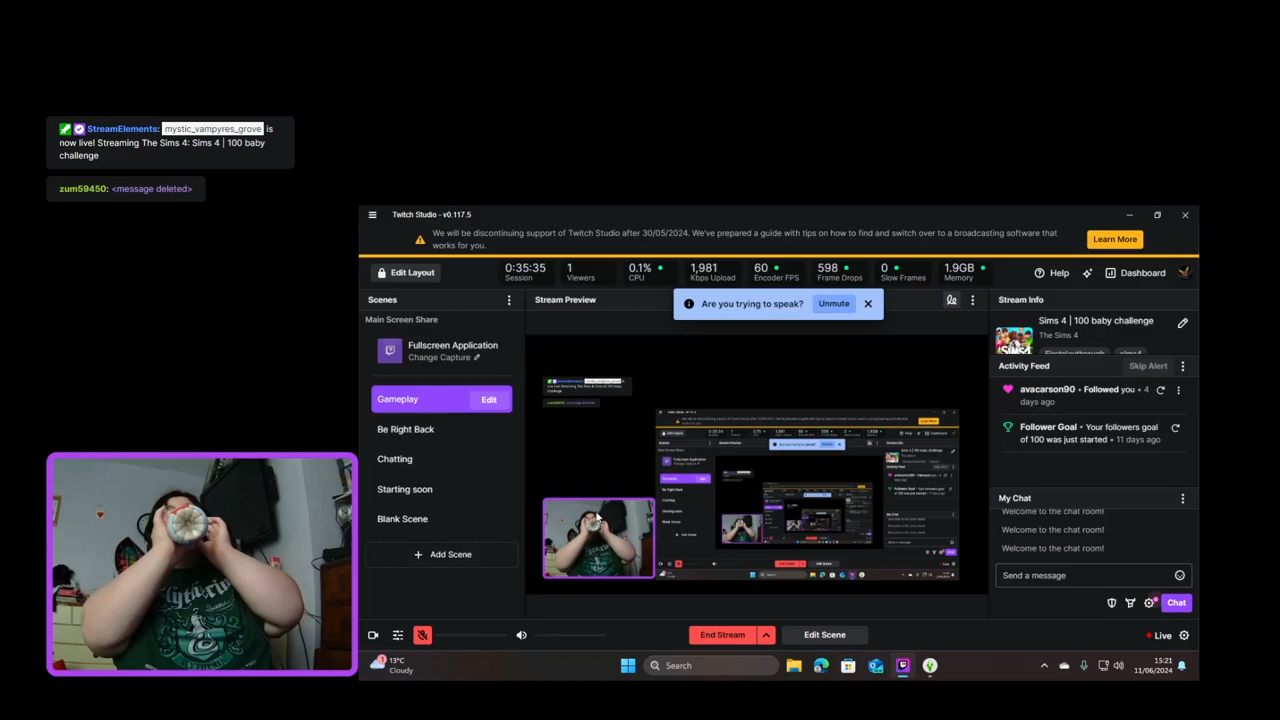 StreamElements: mystic_vampyres_grove is
now live! Streaming The Sims 4: Sims 4 | 100 baby
challenge
zum59450: <message deleted>
Twitch Studio - v0.117.5
We will be discontinuing support of Twitch Studio after 30/05/2024. We've prepared a guide with tips on how to find and switch over to a broadcasting software that
works for you.
Learn More
Edit Layout
0:35:35
Session
1
Viewers
0.1%
CPU
1,981
Kbps Upload
60
Encoder FPS
598
Frame Drops
0
Slow Frames
1.9GB
Memory
Help
Dashboard
Scenes
Main Screen Share
Fullscreen Application
Change Capture
Gameplay
Edit
Be Right Back
Chatting
Starting soon
Blank Scene
+ Add Scene
Stream Preview
Are you trying to speak?
Unmute
Stream Info
Sims 4 | 100 baby challenge
The Sims 4
Activity Feed
Skip Alert
avacarson90 • Followed you • 4
days ago
Follower Goal • Your followers goal
of 100 was just started • 11 days ago
My Chat
Welcome to the chat room!
Welcome to the chat room!
Welcome to the chat room!
Send a message
Chat
End Stream
Edit Scene
Live
13°C
Cloudy
Search
15:21
11/06/2024